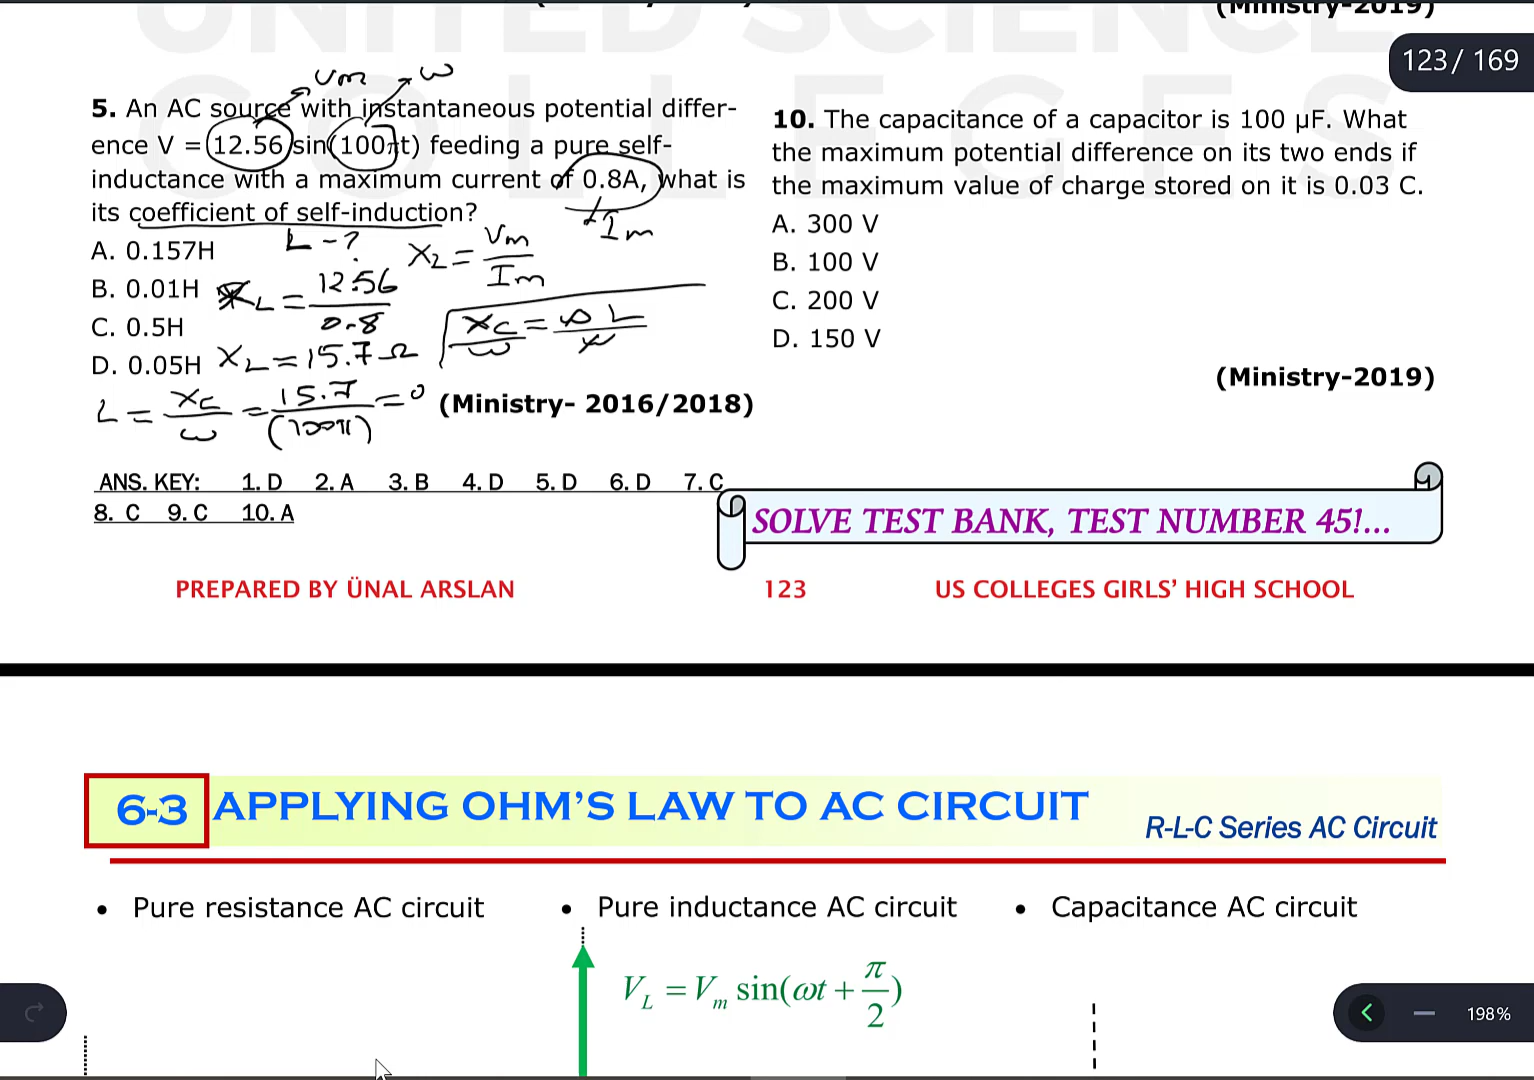 (Ministry-2019)
UNITED SCIENCE
COLLEGES
123/ 169
Vm ω
5. An AC source with instantaneous potential differ-
ence V = 12.56 sin(100πt) feeding a pure self-
inductance with a maximum current of 0.8A, what is
its coefficient of self-induction?
Im
L - ?
A. 0.157H
B. 0.01H
C. 0.5H
D. 0.05H
XL = Vm / Im
XL = 12.56 / 0.8
XL = 15.7 Ω
XC / ω = ω L / ω
L = XC / ω = 15.7 / (100π) = 0
(Ministry- 2016/2018)
10. The capacitance of a capacitor is 100 μF. What
the maximum potential difference on its two ends if
the maximum value of charge stored on it is 0.03 C.
A. 300 V
B. 100 V
C. 200 V
D. 150 V
(Ministry-2019)
ANS. KEY: 1. D 2. A 3. B 4. D 5. D 6. D 7. C
8. C 9. C 10. A
SOLVE TEST BANK, TEST NUMBER 45!...
PREPARED BY ÜNAL ARSLAN 123 US COLLEGES GIRLS’ HIGH SCHOOL
6-3 APPLYING OHM’S LAW TO AC CIRCUIT
R-L-C Series AC Circuit
• Pure resistance AC circuit • Pure inductance AC circuit • Capacitance AC circuit
V_L = V_m sin(ωt + π/2)
198%